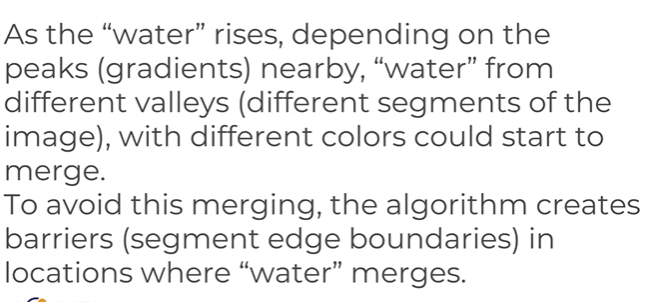 As the “water” rises, depending on the
peaks (gradients) nearby, “water” from
different valleys (different segments of the
image), with different colors could start to
merge.
To avoid this merging, the algorithm creates
barriers (segment edge boundaries) in
locations where “water” merges.